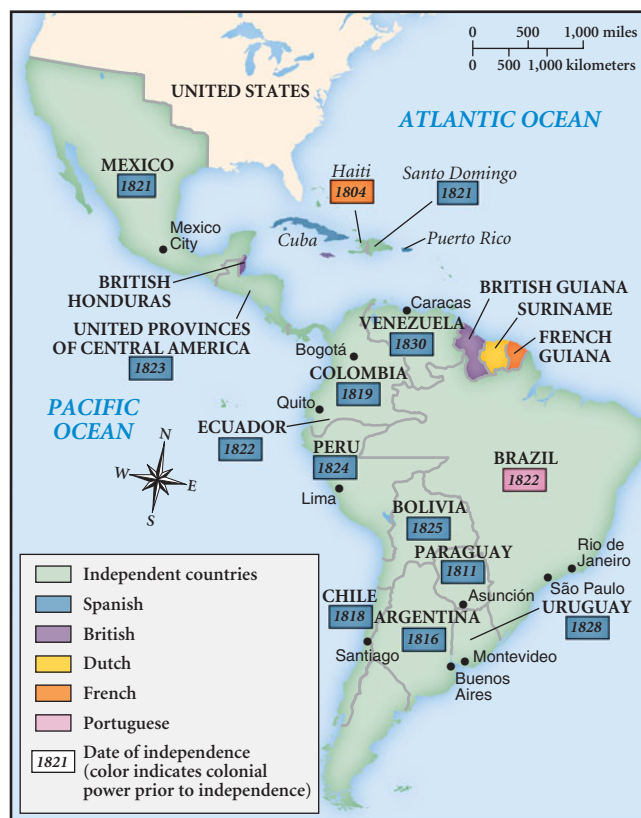 0 500 1,000 miles
0 500 1,000 kilometers
UNITED STATES
ATLANTIC OCEAN
MEXICO
1821
Mexico
City
Haiti
1804
Santo Domingo
1821
Cuba
Puerto Rico
BRITISH
HONDURAS
UNITED PROVINCES
OF CENTRAL AMERICA
1823
Caracas
VENEZUELA
1830
BRITISH GUIANA
SURINAME
FRENCH
GUIANA
Bogotá
COLOMBIA
1819
PACIFIC
OCEAN
Quito
ECUADOR
1822
N
W
E
S
PERU
1824
Lima
BRAZIL
1822
BOLIVIA
1825
PARAGUAY
1811
Asunción
Rio de
Janeiro
São Paulo
CHILE
1818
Santiago
ARGENTINA
1816
URUGUAY
1828
Montevideo
Buenos
Aires
Independent countries
Spanish
British
Dutch
French
Portuguese
1821
Date of independence
(color indicates colonial
power prior to independence)